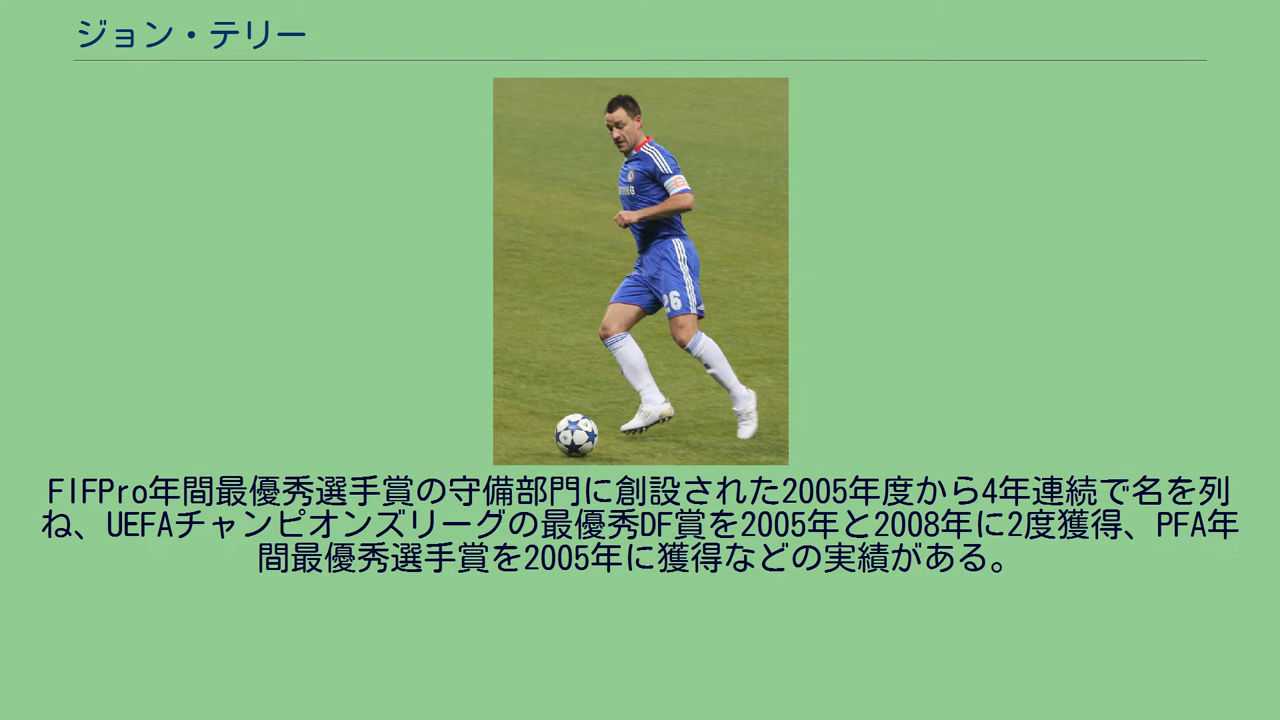 ジョン・テリー
26
FIFPro年間最優秀選手賞の守備部門に創設された2005年度から4年連続で名を列
ね、UEFAチャンピオンズリーグの最優秀DF賞を2005年と2008年に2度獲得、PFA年
間最優秀選手賞を2005年に獲得などの実績がある。